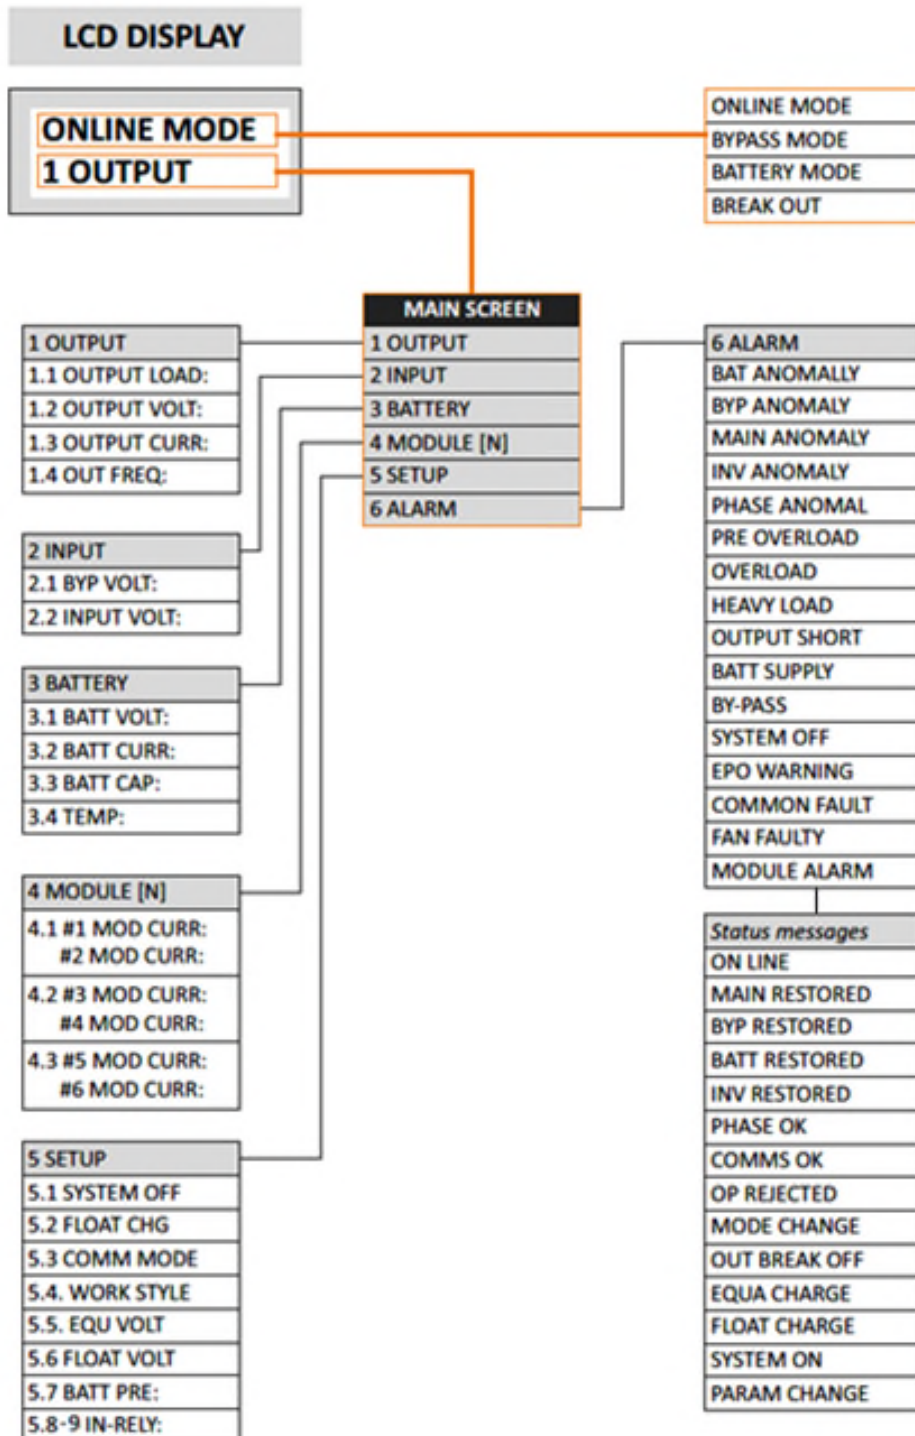 LCD DISPLAY
ONLINE MODE
1 OUTPUT
ONLINE MODE
BYPASS MODE
BATTERY MODE
BREAK OUT
MAIN SCREEN
1 OUTPUT
2 INPUT
3 BATTERY
4 MODULE [N]
5 SETUP
6 ALARM
1 OUTPUT
1.1 OUTPUT LOAD:
1.2 OUTPUT VOLT:
1.3 OUTPUT CURR:
1.4 OUT FREQ:
2 INPUT
2.1 BYP VOLT:
2.2 INPUT VOLT:
3 BATTERY
3.1 BATT VOLT:
3.2 BATT CURR:
3.3 BATT CAP:
3.4 TEMP:
4 MODULE [N]
4.1 #1 MOD CURR:
#2 MOD CURR:
4.2 #3 MOD CURR:
#4 MOD CURR:
4.3 #5 MOD CURR:
#6 MOD CURR:
5 SETUP
5.1 SYSTEM OFF
5.2 FLOAT CHG
5.3 COMM MODE
5.4. WORK STYLE
5.5. EQU VOLT
5.6 FLOAT VOLT
5.7 BATT PRE:
5.8-9 IN-RELY:
6 ALARM
BAT ANOMALLY
BYP ANOMALY
MAIN ANOMALY
INV ANOMALY
PHASE ANOMAL
PRE OVERLOAD
OVERLOAD
HEAVY LOAD
OUTPUT SHORT
BATT SUPPLY
BY-PASS
SYSTEM OFF
EPO WARNING
COMMON FAULT
FAN FAULTY
MODULE ALARM
Status messages
ON LINE
MAIN RESTORED
BYP RESTORED
BATT RESTORED
INV RESTORED
PHASE OK
COMMS OK
OP REJECTED
MODE CHANGE
OUT BREAK OFF
EQUA CHARGE
FLOAT CHARGE
SYSTEM ON
PARAM CHANGE